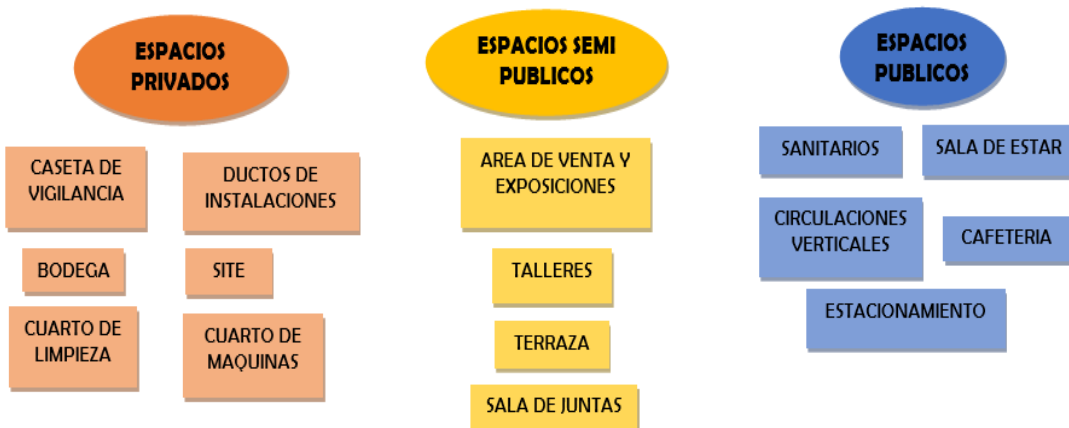 ESPACIOS
PRIVADOS
CASETA DE
VIGILANCIA
DUCTOS DE
INSTALACIONES
BODEGA
SITE
CUARTO DE
LIMPIEZA
CUARTO DE
MAQUINAS
ESPACIOS SEMI
PUBLICOS
AREA DE VENTA Y
EXPOSICIONES
TALLERES
TERRAZA
SALA DE JUNTAS
ESPACIOS
PUBLICOS
SANITARIOS
SALA DE ESTAR
CIRCULACIONES
VERTICALES
CAFETERIA
ESTACIONAMIENTO